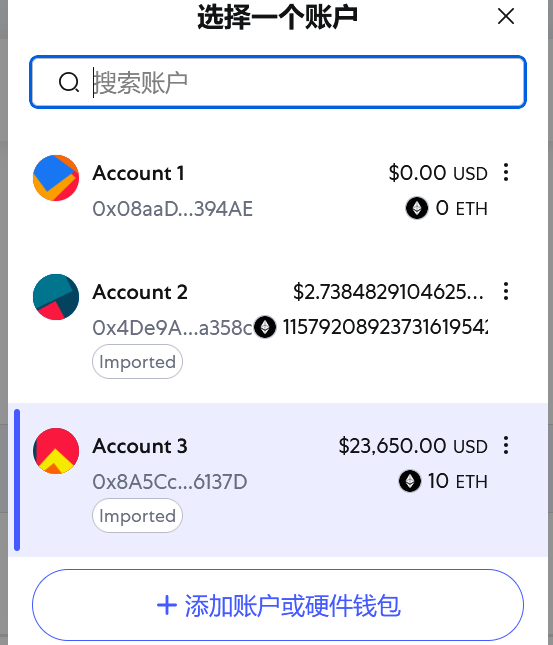 选择一个账户
搜索账户
Account 1
$0.00 USD
0x08aaD...394AE
0 ETH
Account 2
$2.7384829104625...
0x4De9A...a358c
11579208923731619542
Imported
Account 3
$23,650.00 USD
0x8A5Cc...6137D
10 ETH
Imported
+ 添加账户或硬件钱包